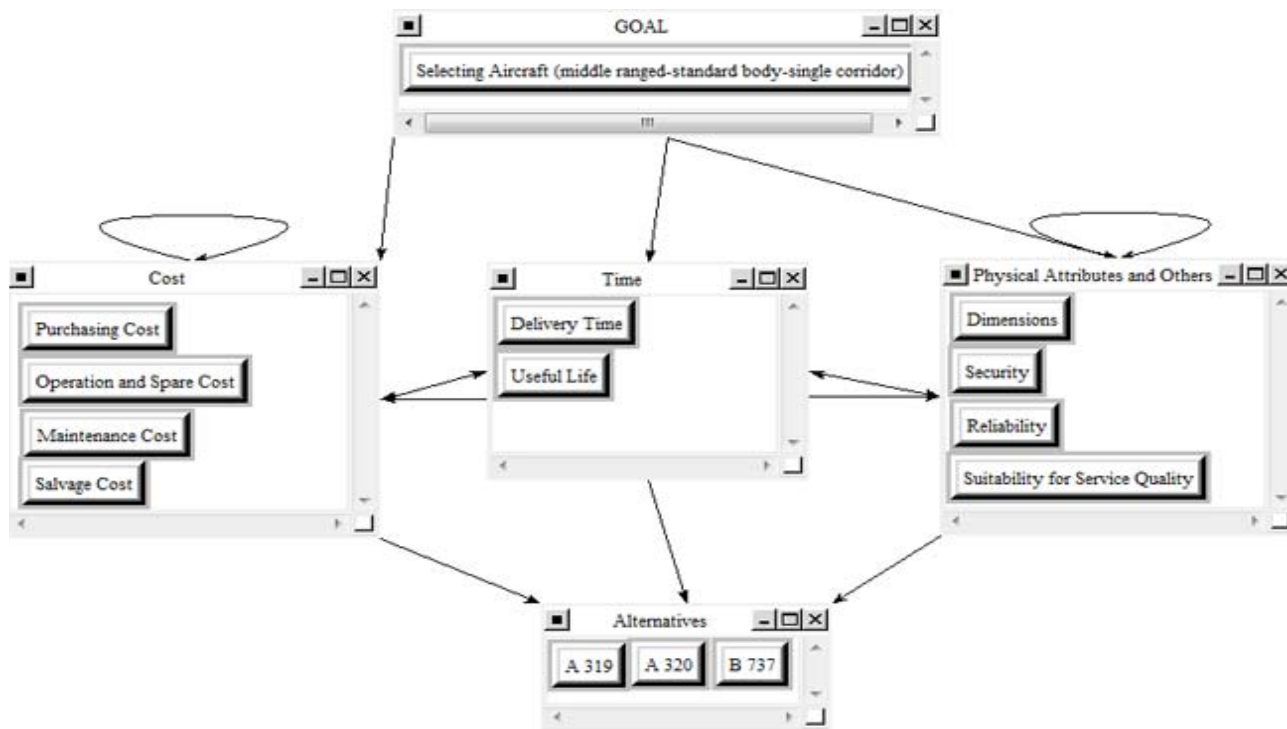 GOAL
Selecting Aircraft (middle ranged-standard body-single corridor)
Cost
Purchasing Cost
Operation and Spare Cost
Maintenance Cost
Salvage Cost
Time
Delivery Time
Useful Life
Physical Attributes and Others
Dimensions
Security
Reliability
Suitability for Service Quality
Alternatives
A 319
A 320
B 737